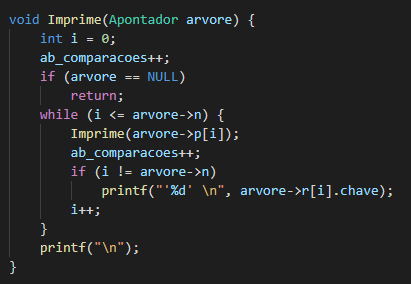 void Imprime(Apontador arvore) {
    int i = 0;
    ab_comparacoes++;
    if (arvore == NULL)
        return;
    while (i <= arvore->n) {
        Imprime(arvore->p[i]);
        ab_comparacoes++;
        if (i != arvore->n)
            printf("'%d' \n", arvore->r[i].chave);
        i++;
    }
    printf("\n");
}